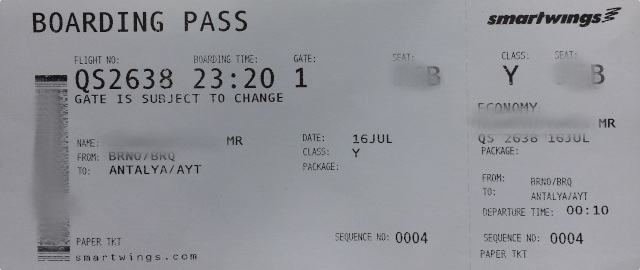 BOARDING PASS
smartwings
FLIGHT NO: BOARDING TIME: GATE: SEAT:
QS2638 23:20 1 B
GATE IS SUBJECT TO CHANGE
NAME: MR
FROM: BRNO/BRQ
TO: ANTALYA/AYT
DATE: 16JUL
CLASS: Y
PACKAGE:
SEQUENCE NO: 0004
PAPER TKT
smartwings.com
CLASS: SEAT:
Y B
ECONOMY
MR
QS 2638 16JUL
PACKAGE:
FROM: BRNO/BRQ
TO: ANTALYA/AYT
DEPARTURE TIME: 00:10
SEQUENCE NO: 0004
PAPER TKT